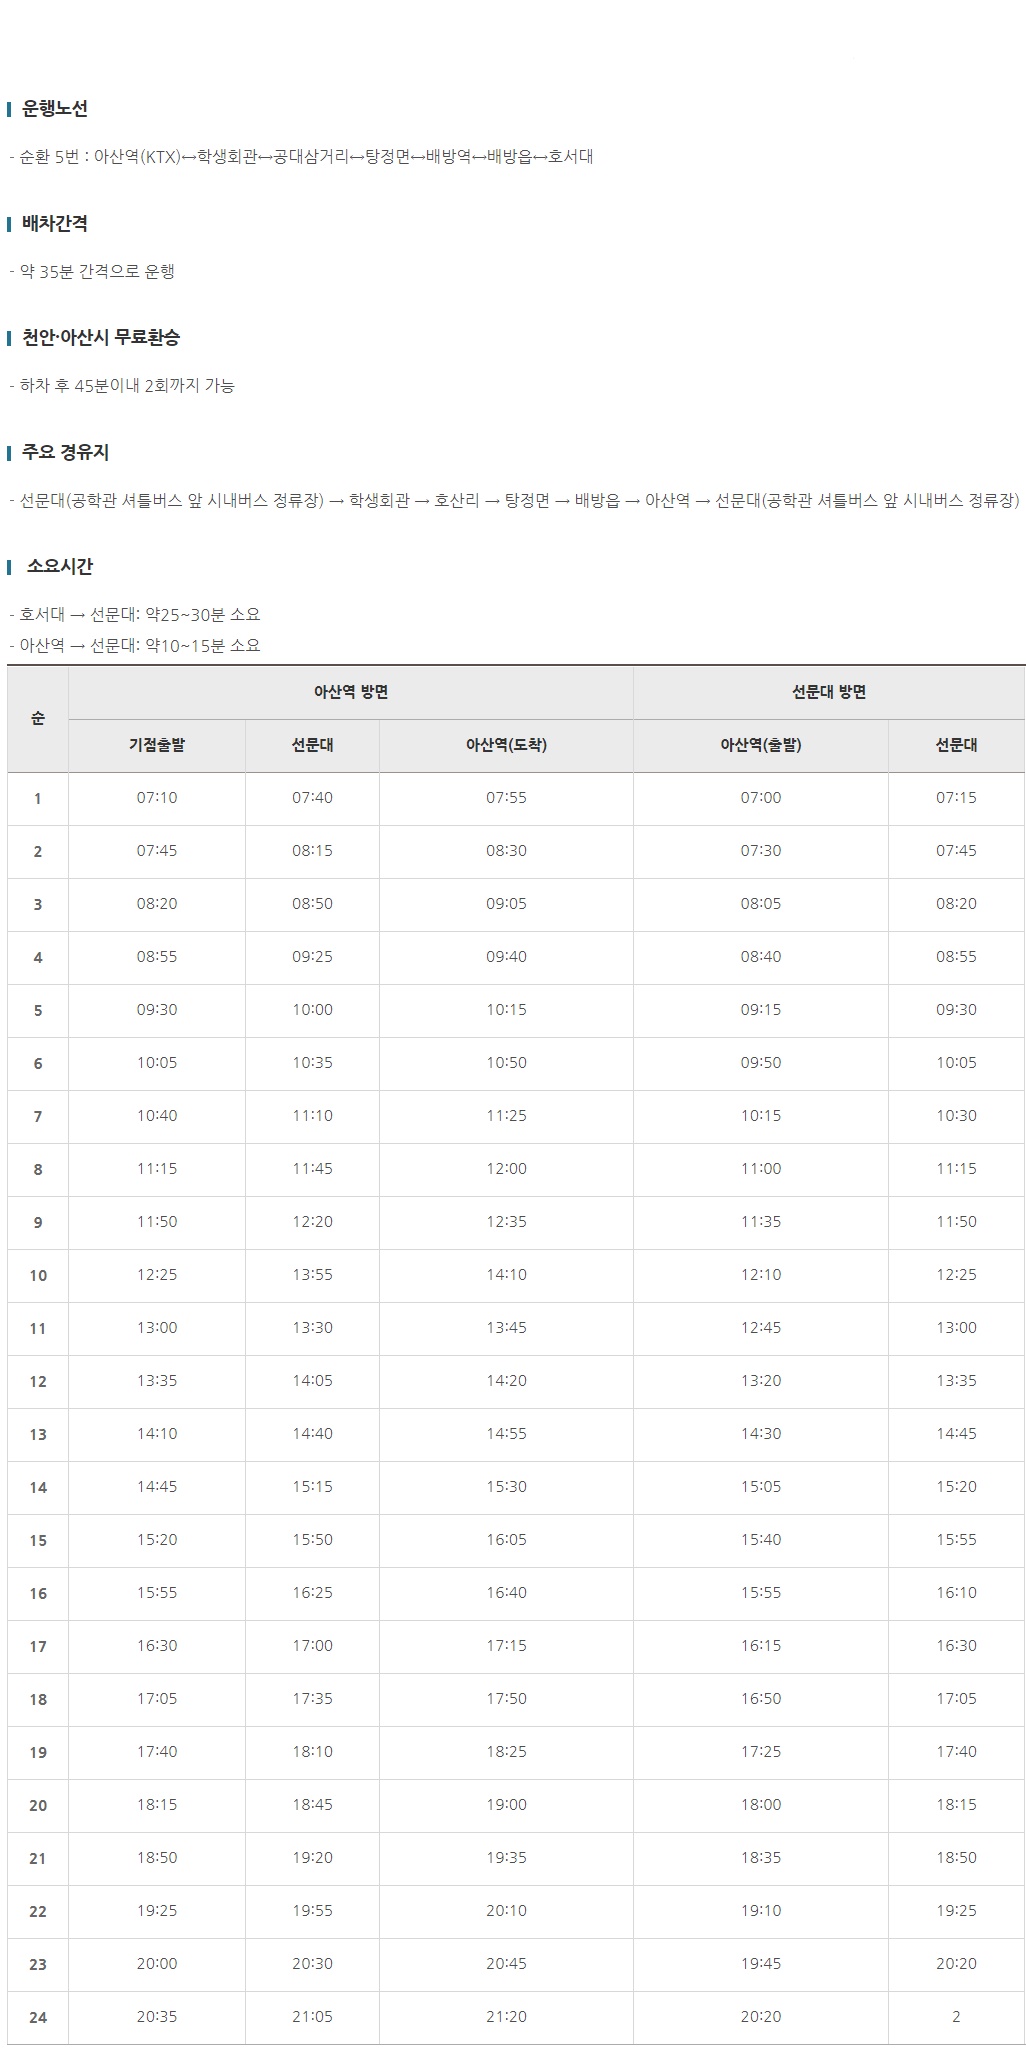 운행노선
- 순환 5번 : 아산역(KTX)↔학생회관↔공대삼거리↔탕정면↔배방역↔배방읍↔호서대
배차간격
- 약 35분 간격으로 운행
천안·아산시 무료환승
- 하차 후 45분이내 2회까지 가능
주요 경유지
- 선문대(공학관 셔틀버스 앞 시내버스 정류장) → 학생회관 → 호산리 → 탕정면 → 배방읍 → 아산역 → 선문대(공학관 셔틀버스 앞 시내버스 정류장)
소요시간
- 호서대 → 선문대: 약25~30분 소요
- 아산역 → 선문대: 약10~15분 소요
순 아산역 방면 선문대 방면
기점출발 선문대 아산역(도착) 아산역(출발) 선문대
1 07:10 07:40 07:55 07:00 07:15
2 07:45 08:15 08:30 07:30 07:45
3 08:20 08:50 09:05 08:05 08:20
4 08:55 09:25 09:40 08:40 08:55
5 09:30 10:00 10:15 09:15 09:30
6 10:05 10:35 10:50 09:50 10:05
7 10:40 11:10 11:25 10:15 10:30
8 11:15 11:45 12:00 11:00 11:15
9 11:50 12:20 12:35 11:35 11:50
10 12:25 13:55 14:10 12:10 12:25
11 13:00 13:30 13:45 12:45 13:00
12 13:35 14:05 14:20 13:20 13:35
13 14:10 14:40 14:55 14:30 14:45
14 14:45 15:15 15:30 15:05 15:20
15 15:20 15:50 16:05 15:40 15:55
16 15:55 16:25 16:40 15:55 16:10
17 16:30 17:00 17:15 16:15 16:30
18 17:05 17:35 17:50 16:50 17:05
19 17:40 18:10 18:25 17:25 17:40
20 18:15 18:45 19:00 18:00 18:15
21 18:50 19:20 19:35 18:35 18:50
22 19:25 19:55 20:10 19:10 19:25
23 20:00 20:30 20:45 19:45 20:20
24 20:35 21:05 21:20 20:20 2